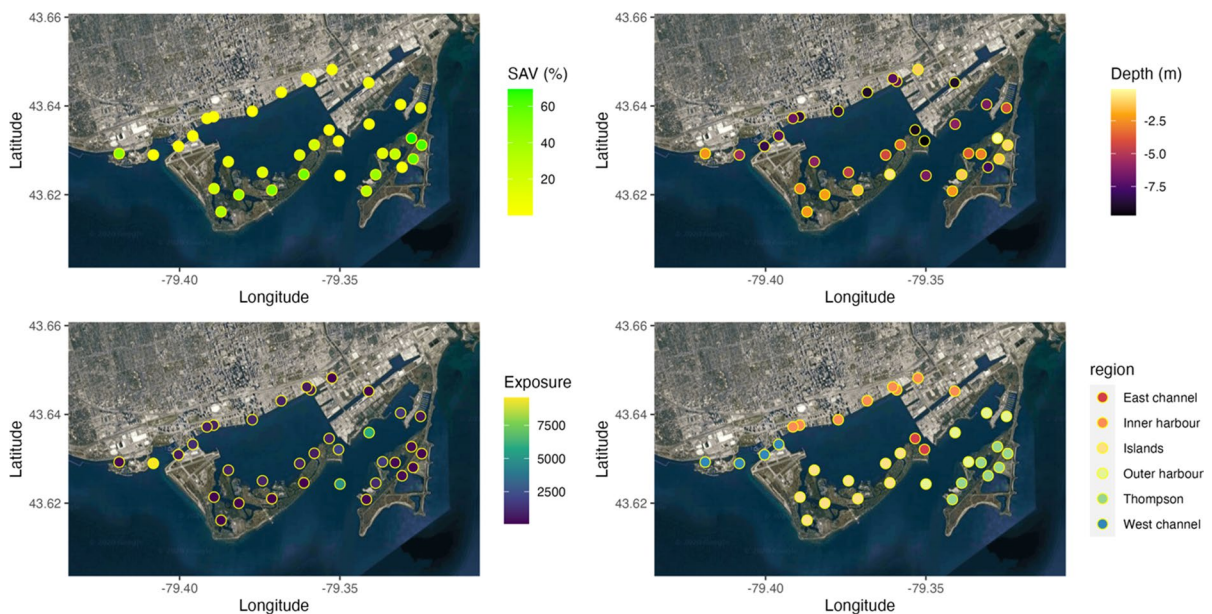 43.66
43.64
43.62
Latitude
-79.40
-79.35
Longitude
SAV (%)
60
40
20
43.66
43.64
43.62
Latitude
-79.40
-79.35
Longitude
Depth (m)
-2.5
-5.0
-7.5
43.66
43.64
43.62
Latitude
-79.40
-79.35
Longitude
Exposure
7500
5000
2500
43.66
43.64
43.62
Latitude
-79.40
-79.35
Longitude
region
East channel
Inner harbour
Islands
Outer harbour
Thompson
West channel